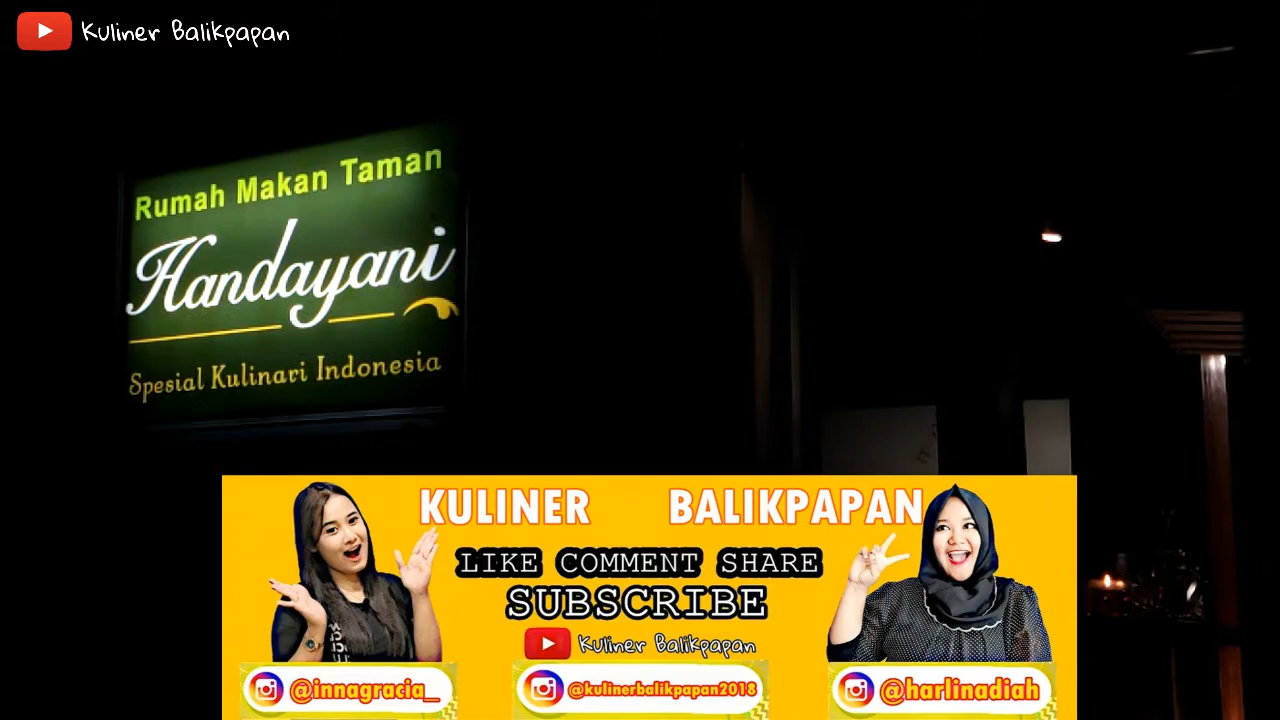 Kuliner Balikpapan
Rumah Makan Taman
Handayani
Spesial Kulinari Indonesia
KULINER BALIKPAPAN
LIKE COMMENT SHARE
SUBSCRIBE
Kuliner Balikpapan
@innagracia_
@kulinerbalikpapan2018
@harlinadiah